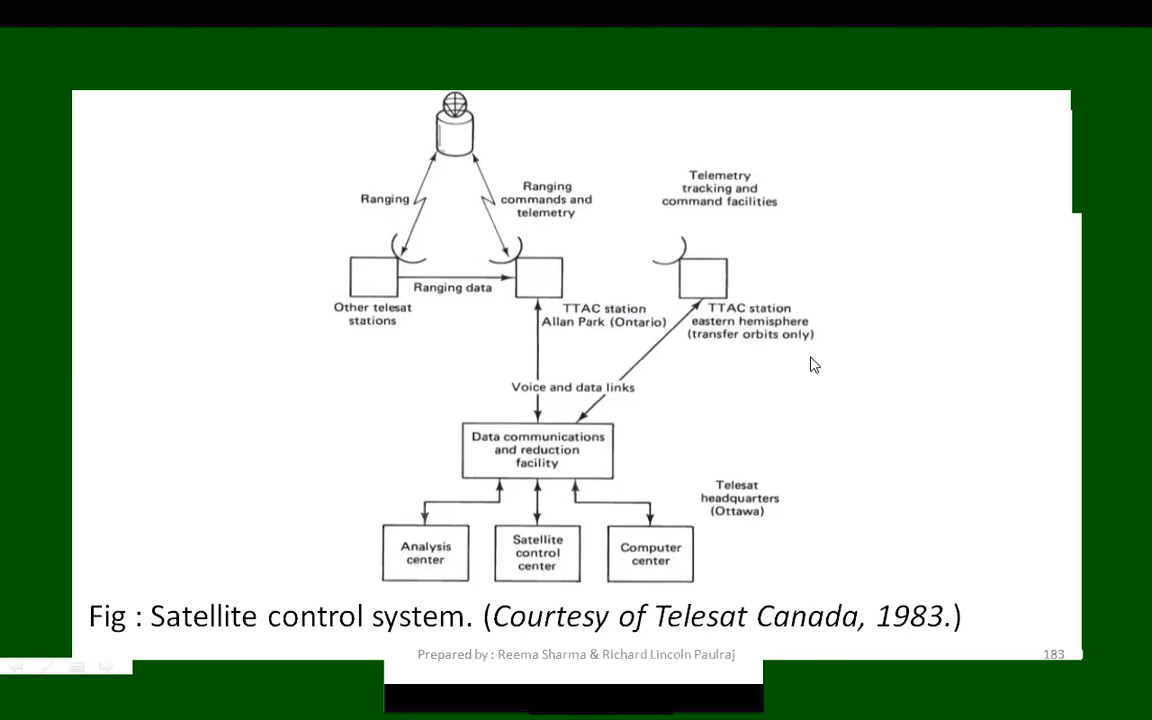 Ranging
Ranging
commands and
telemetry
Telemetry
tracking and
command facilities
Ranging data
Other telesat
stations
TTAC station
Allan Park (Ontario)
TTAC station
eastern hemisphere
(transfer orbits only)
Voice and data links
Data communications
and reduction
facility
Telesat
headquarters
(Ottawa)
Analysis
center
Satellite
control
center
Computer
center
Fig : Satellite control system. (Courtesy of Telesat Canada, 1983.)
Prepared by : Reema Sharma & Richard Lincoln Paulraj
183